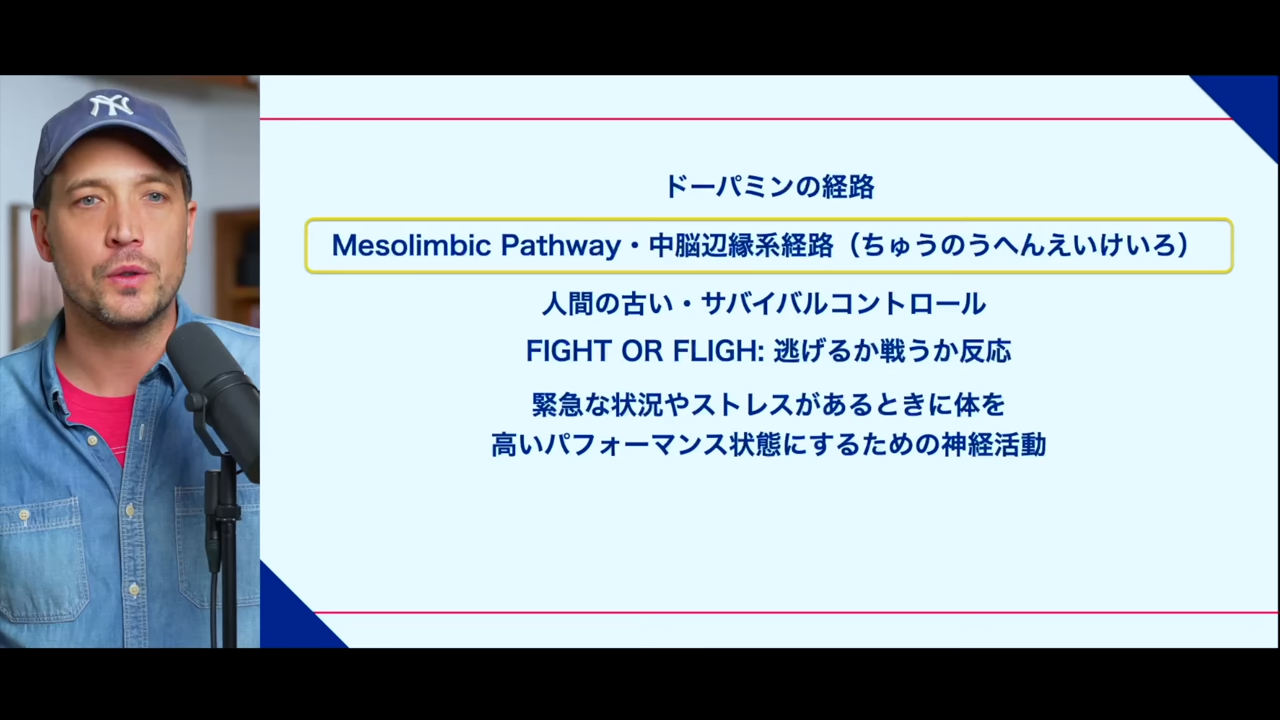 NY
ドーパミンの経路
Mesolimbic Pathway・中脳辺縁系経路（ちゅうのうへんえいけいろ）
人間の古い・サバイバルコントロール
FIGHT OR FLIGH: 逃げるか戦うか反応
緊急な状況やストレスがあるときに体を
高いパフォーマンス状態にするための神経活動